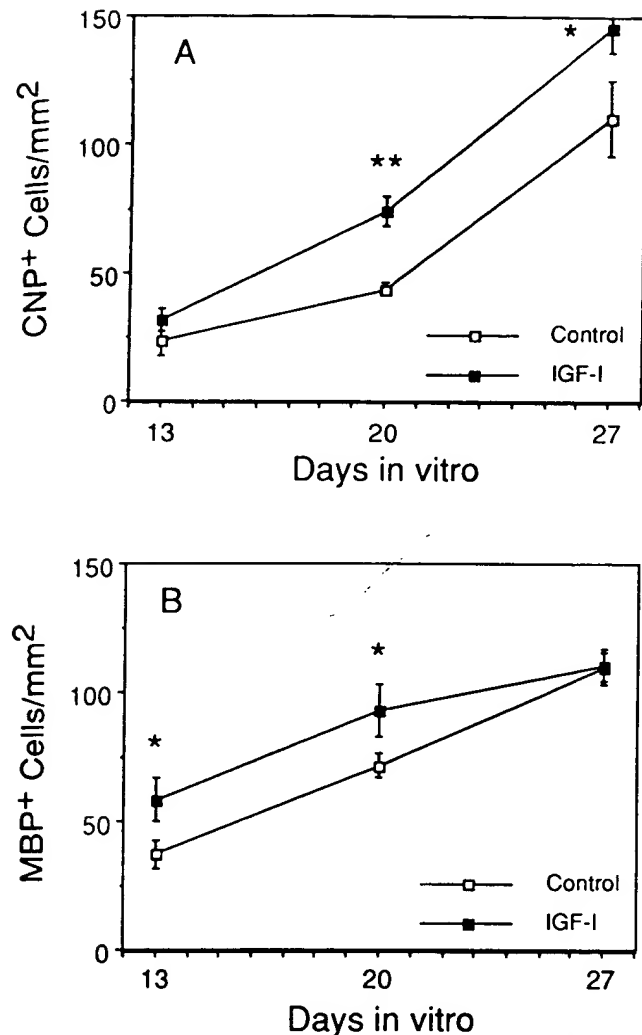 150
A
*
100
**
50
0
CNP+ Cells/mm2
Control
IGF-I
13 20 27
Days in vitro
150
B
*
100
*
50
0
MBP+ Cells/mm2
Control
IGF-I
13 20 27
Days in vitro